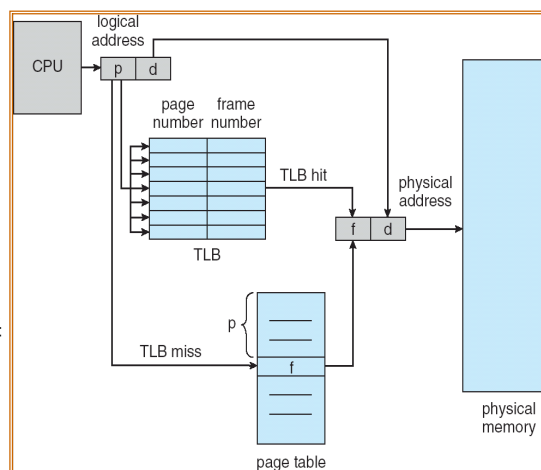 logical
address
CPU
p d
page frame
number number
TLB hit
physical
address
f d
TLB
p
TLB miss
f
physical
memory
page table